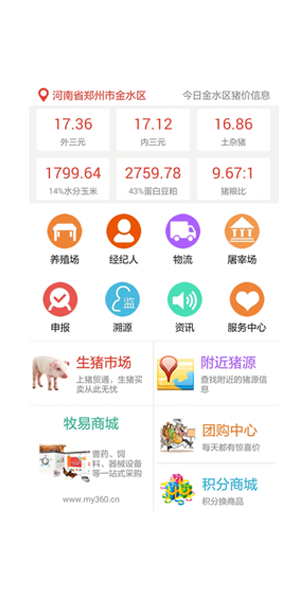 河南省郑州市金水区 今日金水区猪价信息
17.36 17.12 16.86
外三元 内三元 土杂猪
1799.64 2759.78 9.67:1
14%水分玉米 43%蛋白豆粕 猪粮比
养殖场 经纪人 物流 屠宰场
监
申报 溯源 资讯 服务中心
生猪市场
上猪贸通，生猪买
卖从此无忧
附近猪源
查找附近的猪源信
息
牧易商城
兽药、饲
料、器械设备
等一站式采购
www.my360.cn
团购中心
每天都有惊喜价
积分商城
积分换商品